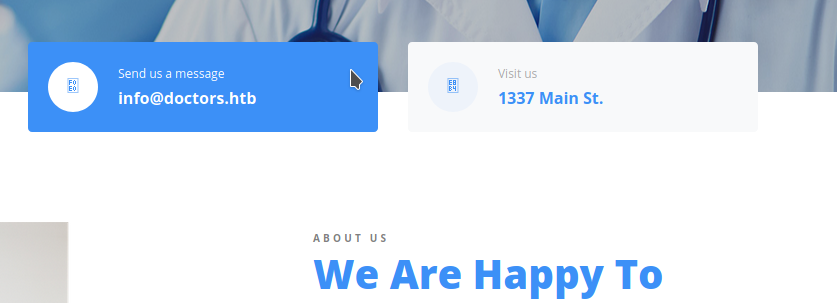 Send us a message
info@doctors.htb
Visit us
1337 Main St.
ABOUT US
We Are Happy To